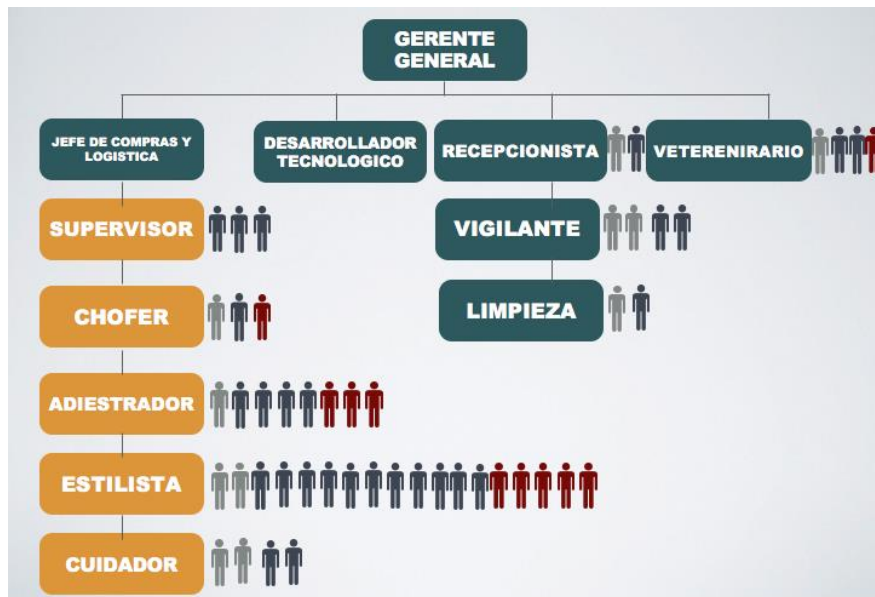 GERENTE
GENERAL
JEFE DE COMPRAS Y
LOGISTICA
DESARROLLADOR
TECNOLOGICO
RECEPCIONISTA
VETERENIRARIO
SUPERVISOR
VIGILANTE
CHOFER
LIMPIEZA
ADIESTRADOR
ESTILISTA
CUIDADOR